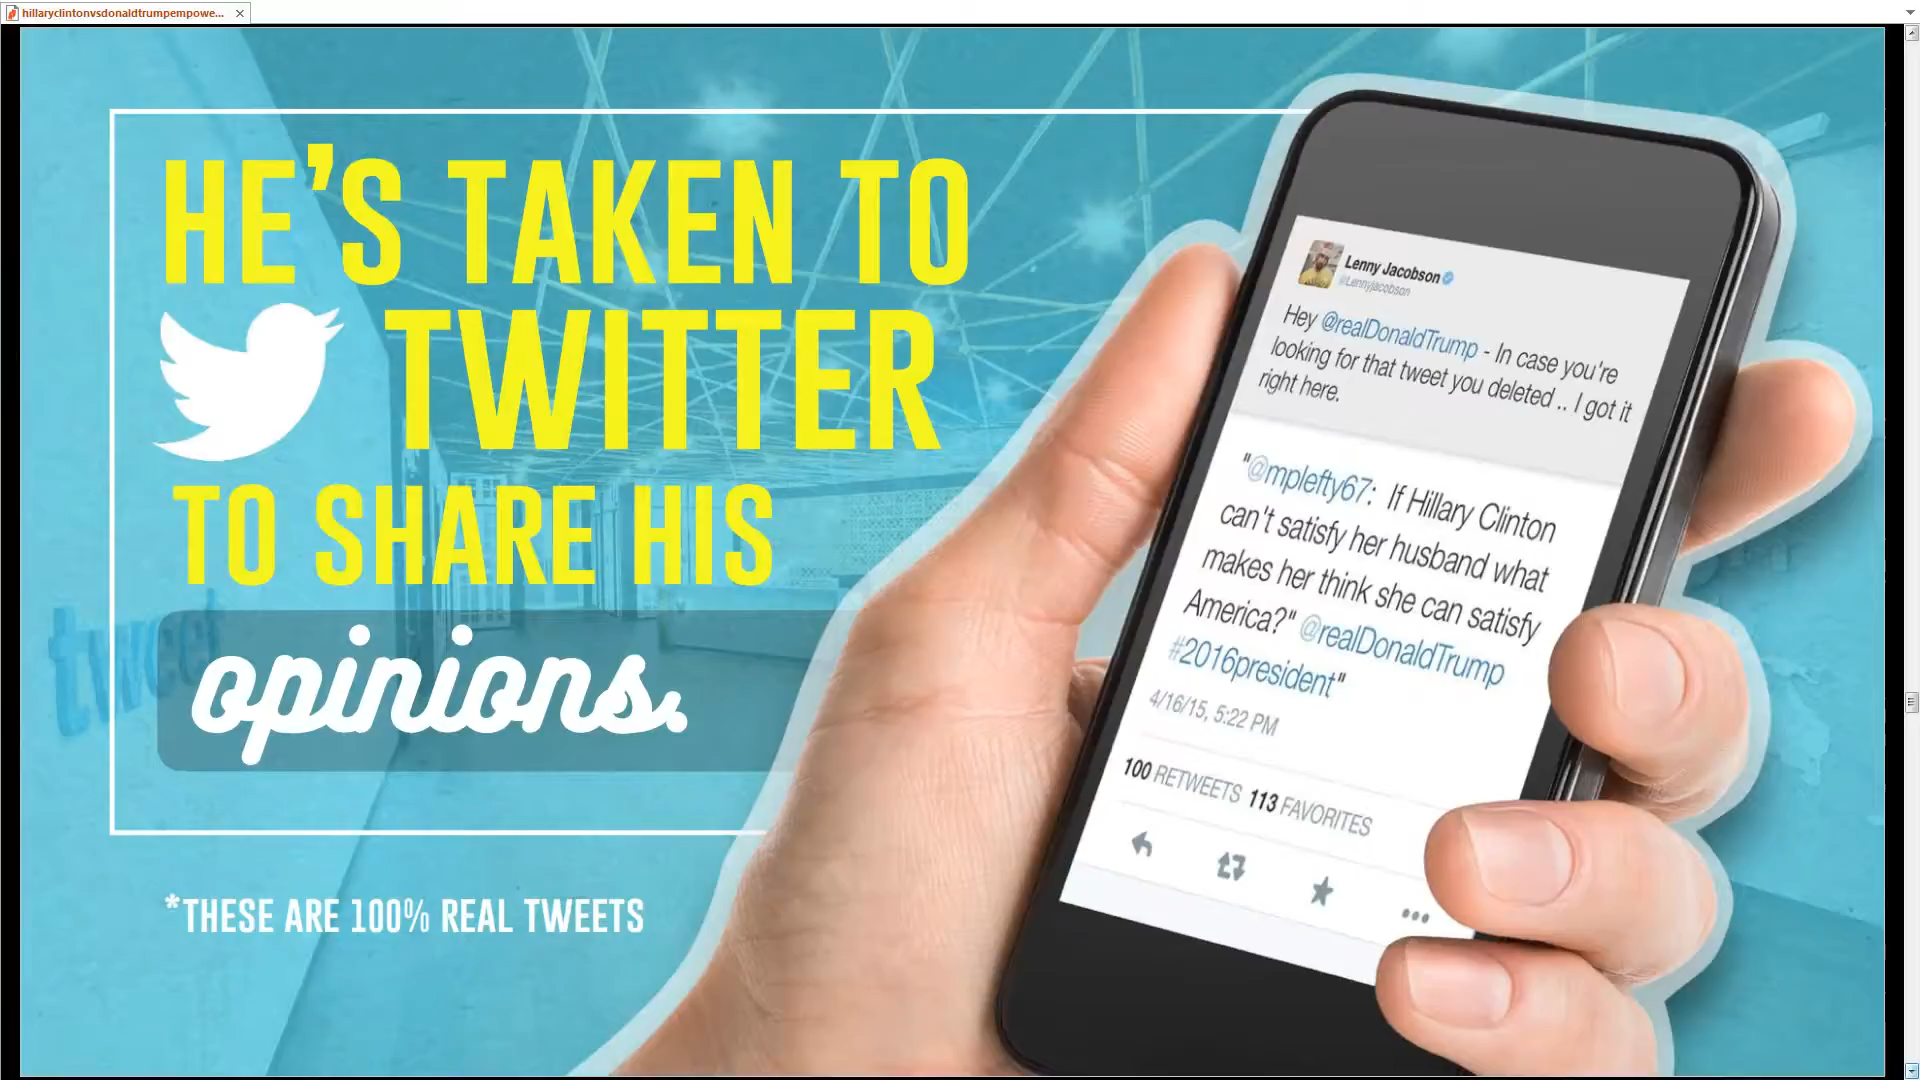 hillaryclintonvsdonaldtrumpempowe...
HE'S TAKEN TO
TWITTER
TO SHARE HIS
opinions.
*THESE ARE 100% REAL TWEETS
tweet
Lenny Jacobson
@Lennyjacobson
Hey @realDonaldTrump - In case you're
looking for that tweet you deleted .. I got it
right here.
"@mplefty67: If Hillary Clinton
can't satisfy her husband what
makes her think she can satisfy
America?" @realDonaldTrump
#2016president"
4/16/15, 5:22 PM
100 RETWEETS 113 FAVORITES